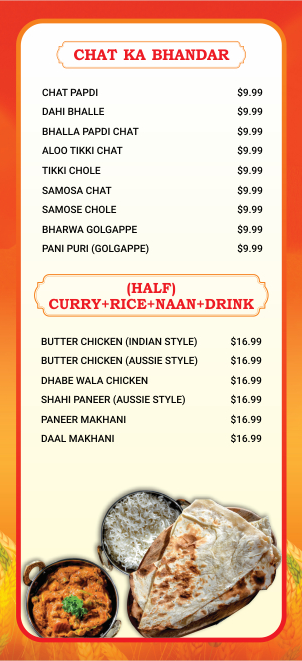 CHAT KA BHANDAR
CHAT PAPDI $9.99
DAHI BHALLE $9.99
BHALLA PAPDI CHAT $9.99
ALOO TIKKI CHAT $9.99
TIKKI CHOLE $9.99
SAMOSA CHAT $9.99
SAMOSE CHOLE $9.99
BHARWA GOLGAPPE $9.99
PANI PURI (GOLGAPPE) $9.99
(HALF)
CURRY+RICE+NAAN+DRINK
BUTTER CHICKEN (INDIAN STYLE) $16.99
BUTTER CHICKEN (AUSSIE STYLE) $16.99
DHABE WALA CHICKEN $16.99
SHAHI PANEER (AUSSIE STYLE) $16.99
PANEER MAKHANI $16.99
DAAL MAKHANI $16.99